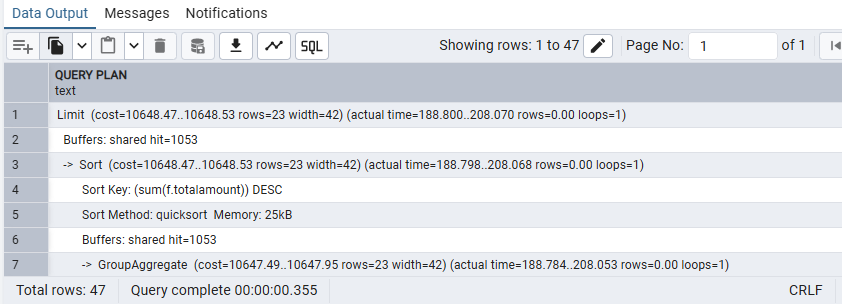 Data Output Messages Notifications
SQL Showing rows: 1 to 47 Page No: 1 of 1
QUERY PLAN
text
1 Limit (cost=10648.47..10648.53 rows=23 width=42) (actual time=188.800..208.070 rows=0.00 loops=1)
2 Buffers: shared hit=1053
3 -> Sort (cost=10648.47..10648.53 rows=23 width=42) (actual time=188.798..208.068 rows=0.00 loops=1)
4 Sort Key: (sum(f.totalamount)) DESC
5 Sort Method: quicksort Memory: 25kB
6 Buffers: shared hit=1053
7 -> GroupAggregate (cost=10647.49..10647.95 rows=23 width=42) (actual time=188.784..208.053 rows=0.00 loops=1)
Total rows: 47 Query complete 00:00:00.355 CRLF